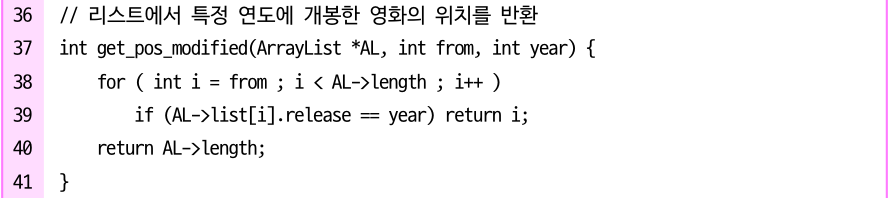 36 // 리스트에서 특정 연도에 개봉한 영화의 위치를 반환
37 int get_pos_modified(ArrayList *AL, int from, int year) {
38     for ( int i = from ; i < AL->length ; i++ )
39         if (AL->list[i].release == year) return i;
40     return AL->length;
41 }